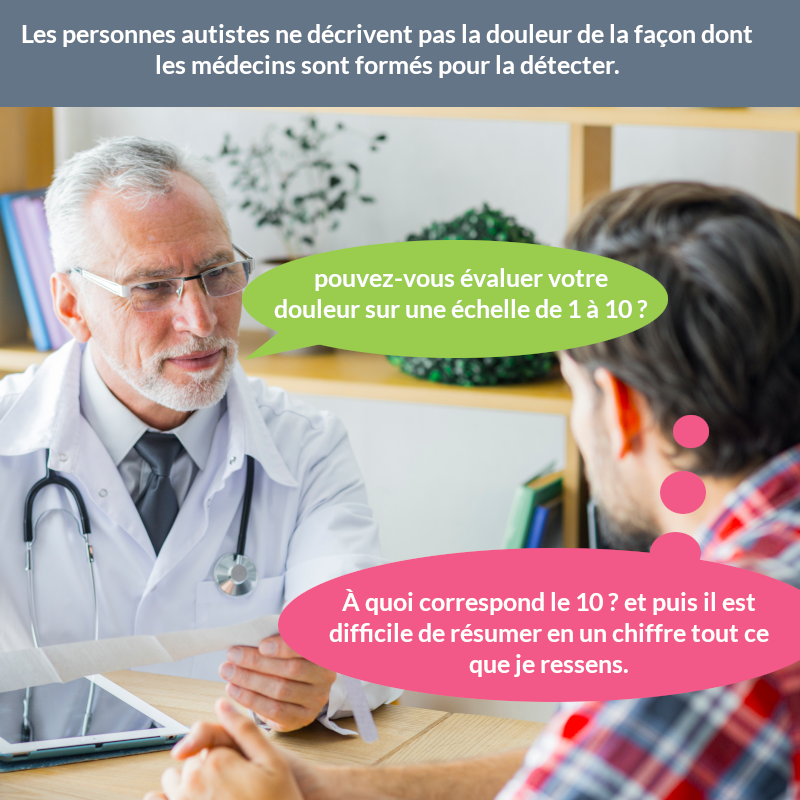 Les personnes autistes ne décrivent pas la douleur de la façon dont
les médecins sont formés pour la détecter.
pouvez-vous évaluer votre
douleur sur une échelle de 1 à 10 ?
À quoi correspond le 10 ? et puis il est
difficile de résumer en un chiffre tout ce
que je ressens.